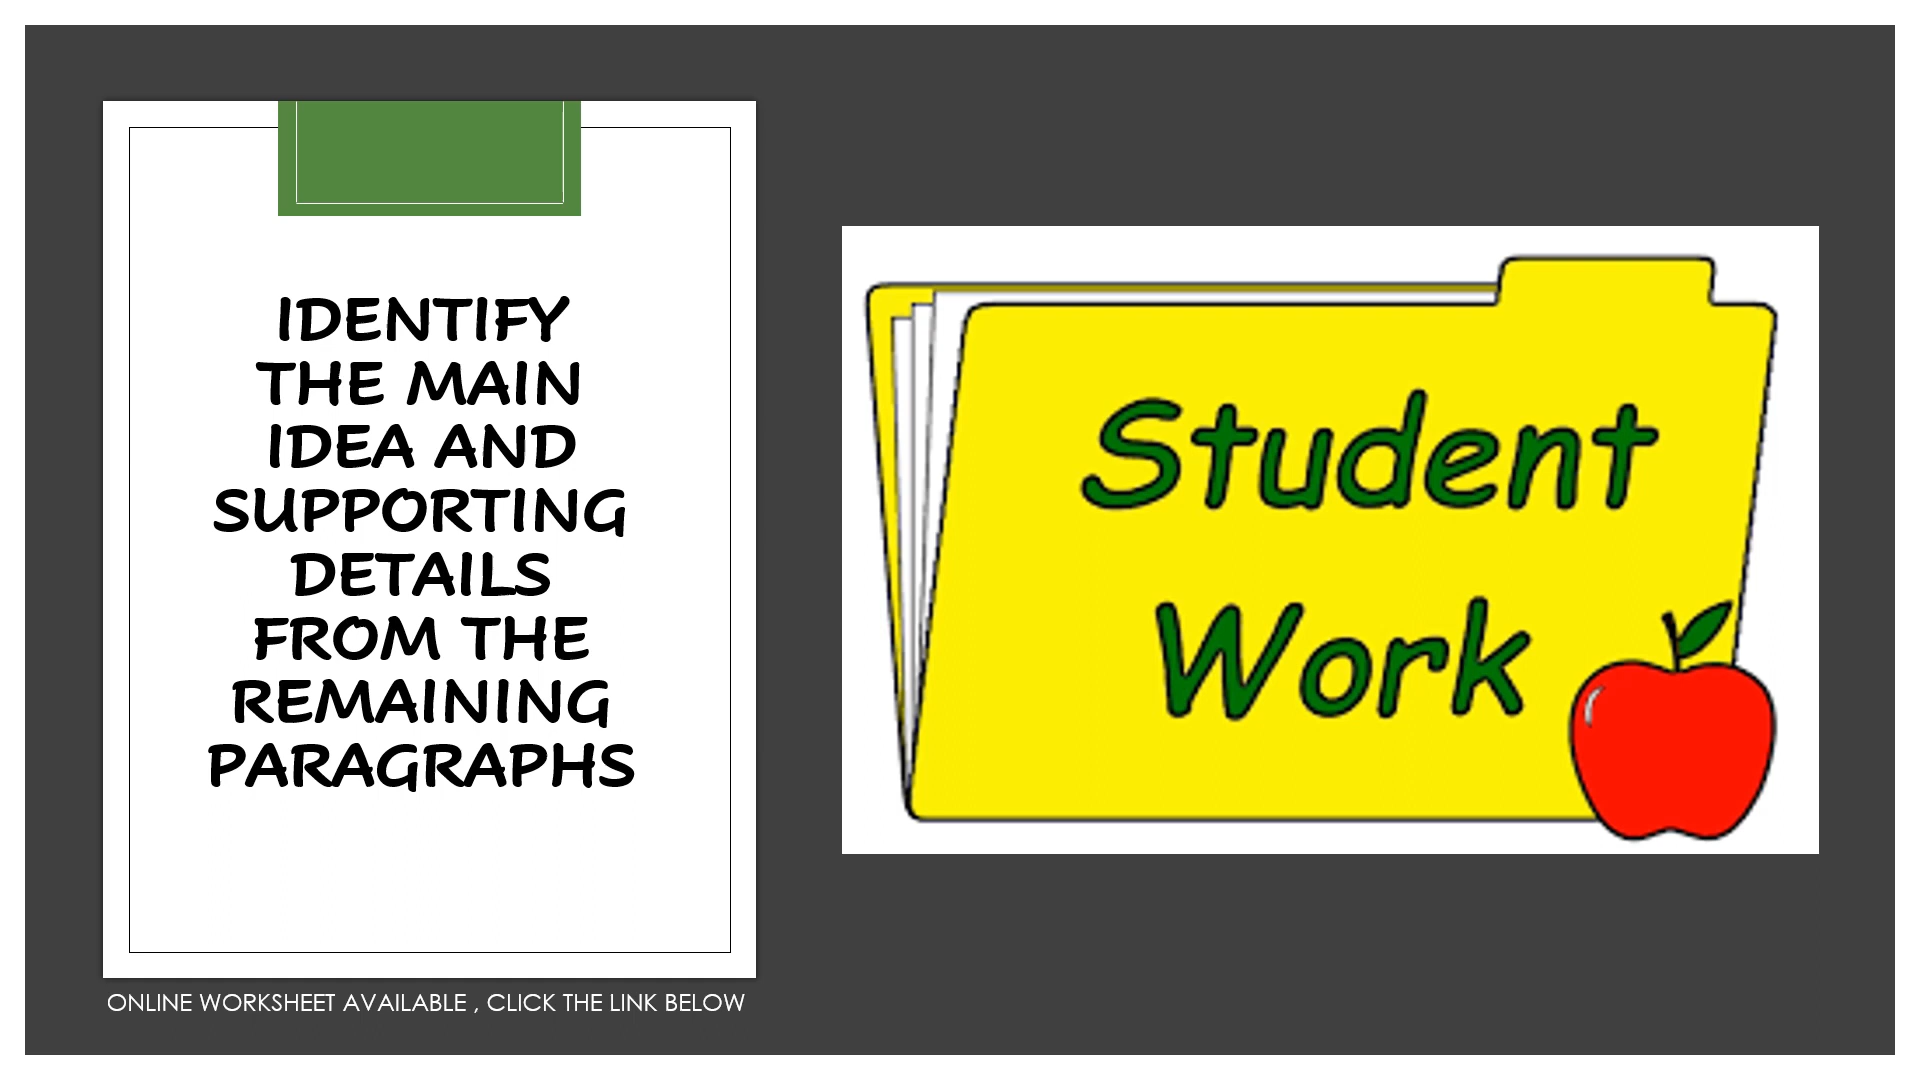 IDENTIFY
THE MAIN
IDEA AND
SUPPORTING
DETAILS
FROM THE
REMAINING
PARAGRAPHS
Student
Work
ONLINE WORKSHEET AVAILABLE , CLICK THE LINK BELOW